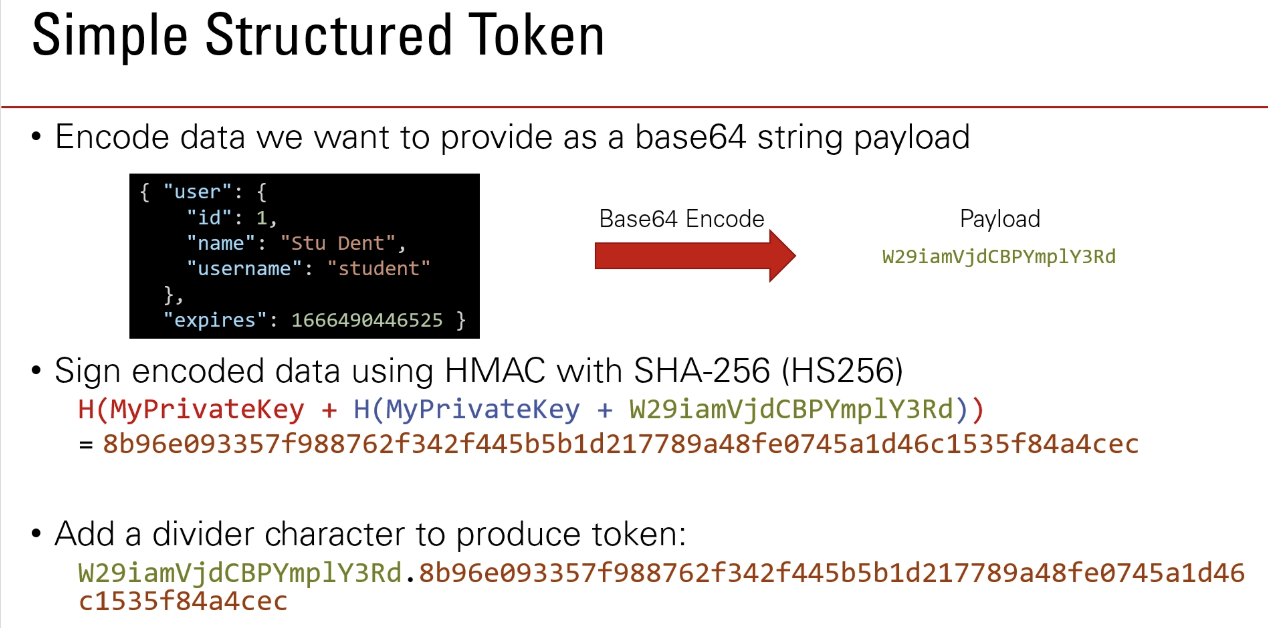 Simple Structured Token
• Encode data we want to provide as a base64 string payload
{ "user": {
"id": 1,
"name": "Stu Dent",
"username": "student"
},
"expires": 1666490446525 }
Base64 Encode
Payload
W29iamVjdCBPYmplY3Rd
• Sign encoded data using HMAC with SHA-256 (HS256)
H(MyPrivateKey + H(MyPrivateKey + W29iamVjdCBPYmplY3Rd))
= 8b96e093357f988762f342f445b5b1d217789a48fe0745a1d46c1535f84a4cec
• Add a divider character to produce token:
W29iamVjdCBPYmplY3Rd.8b96e093357f988762f342f445b5b1d217789a48fe0745a1d46
c1535f84a4cec